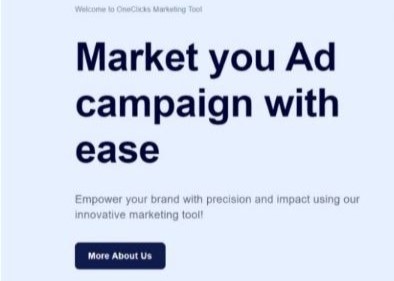 Welcome to OneClicks Marketing Tool
Market you Ad
campaign with
ease
Empower your brand with precision and impact using our
innovative marketing tool!
More About Us